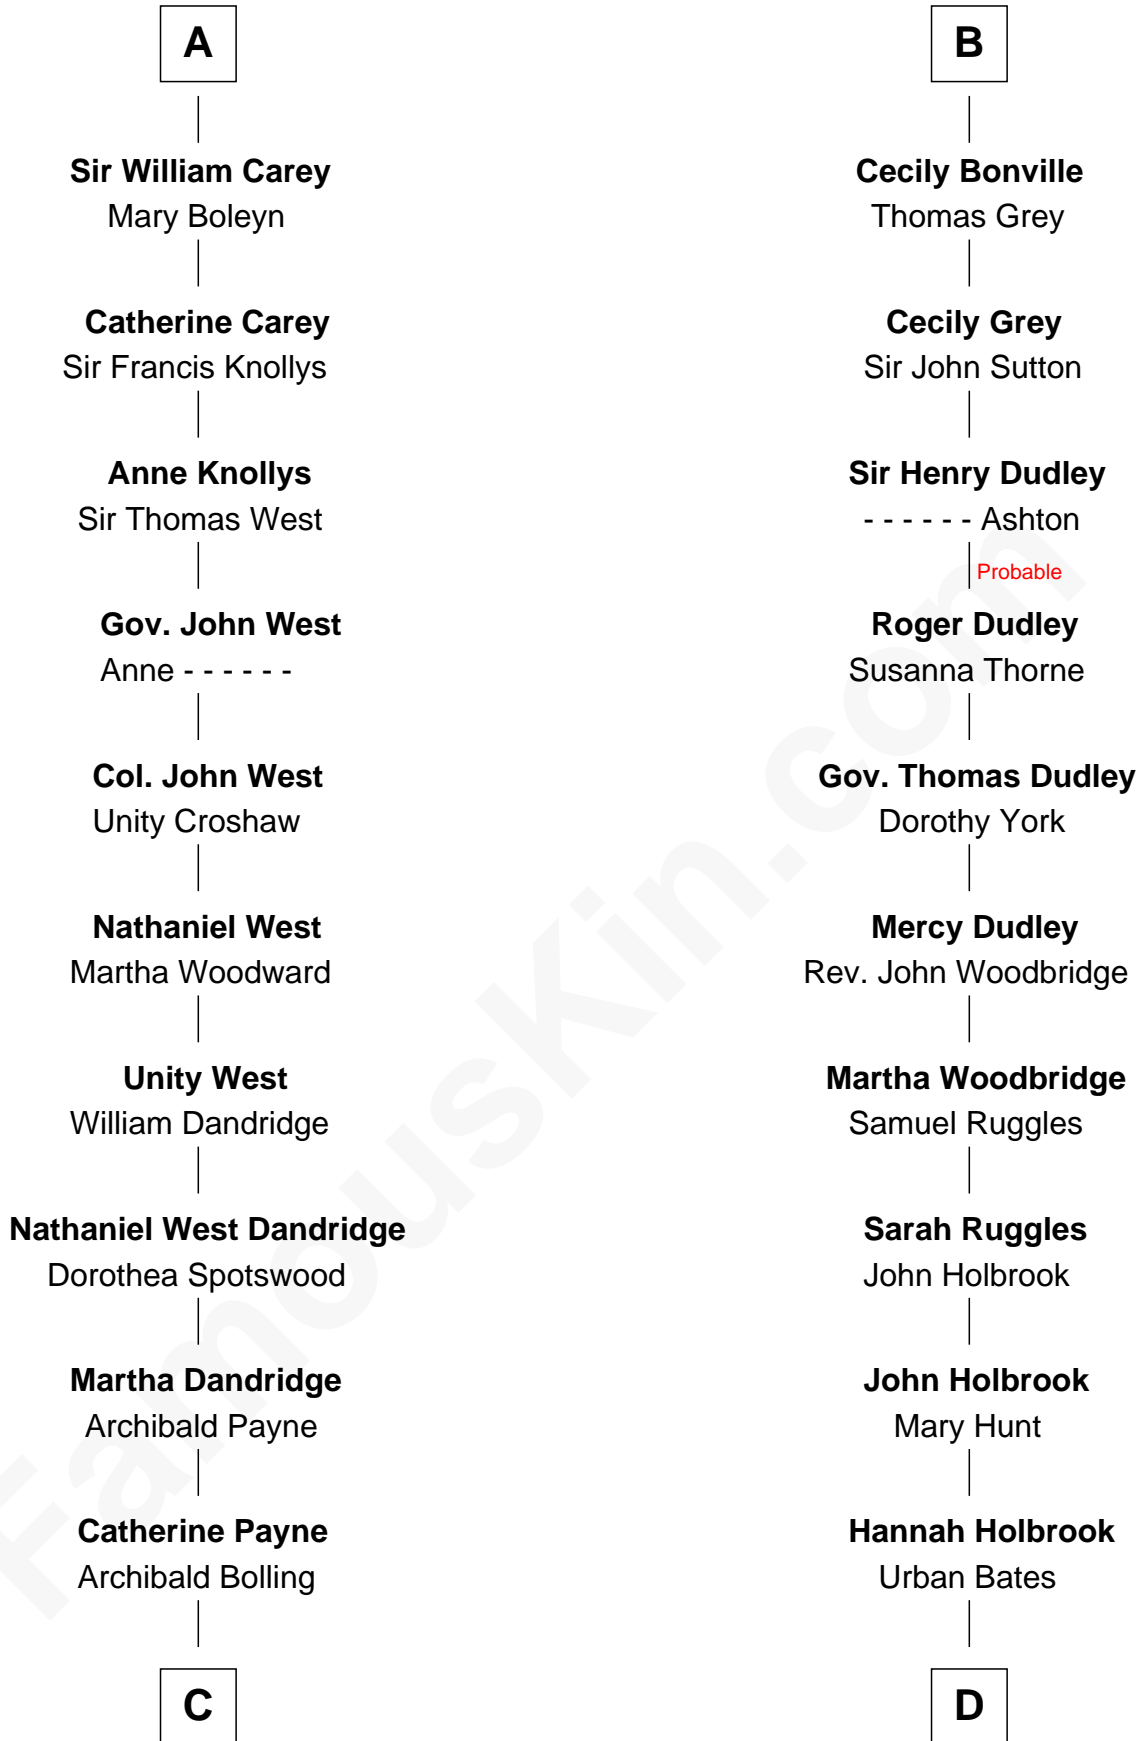 A
Sir William Carey
Mary Boleyn
Catherine Carey
Sir Francis Knollys
Anne Knollys
Sir Thomas West
Gov. John West
Anne - - - - - -
Col. John West
Unity Croshaw
Nathaniel West
Martha Woodward
Unity West
William Dandridge
Nathaniel West Dandridge
Dorothea Spotswood
Martha Dandridge
Archibald Payne
Catherine Payne
Archibald Bolling
C
B
Cecily Bonville
Thomas Grey
Cecily Grey
Sir John Sutton
Sir Henry Dudley
- - - - - - Ashton
Probable
Roger Dudley
Susanna Thorne
Gov. Thomas Dudley
Dorothy York
Mercy Dudley
Rev. John Woodbridge
Martha Woodbridge
Samuel Ruggles
Sarah Ruggles
John Holbrook
John Holbrook
Mary Hunt
Hannah Holbrook
Urban Bates
D
FamousKin.com